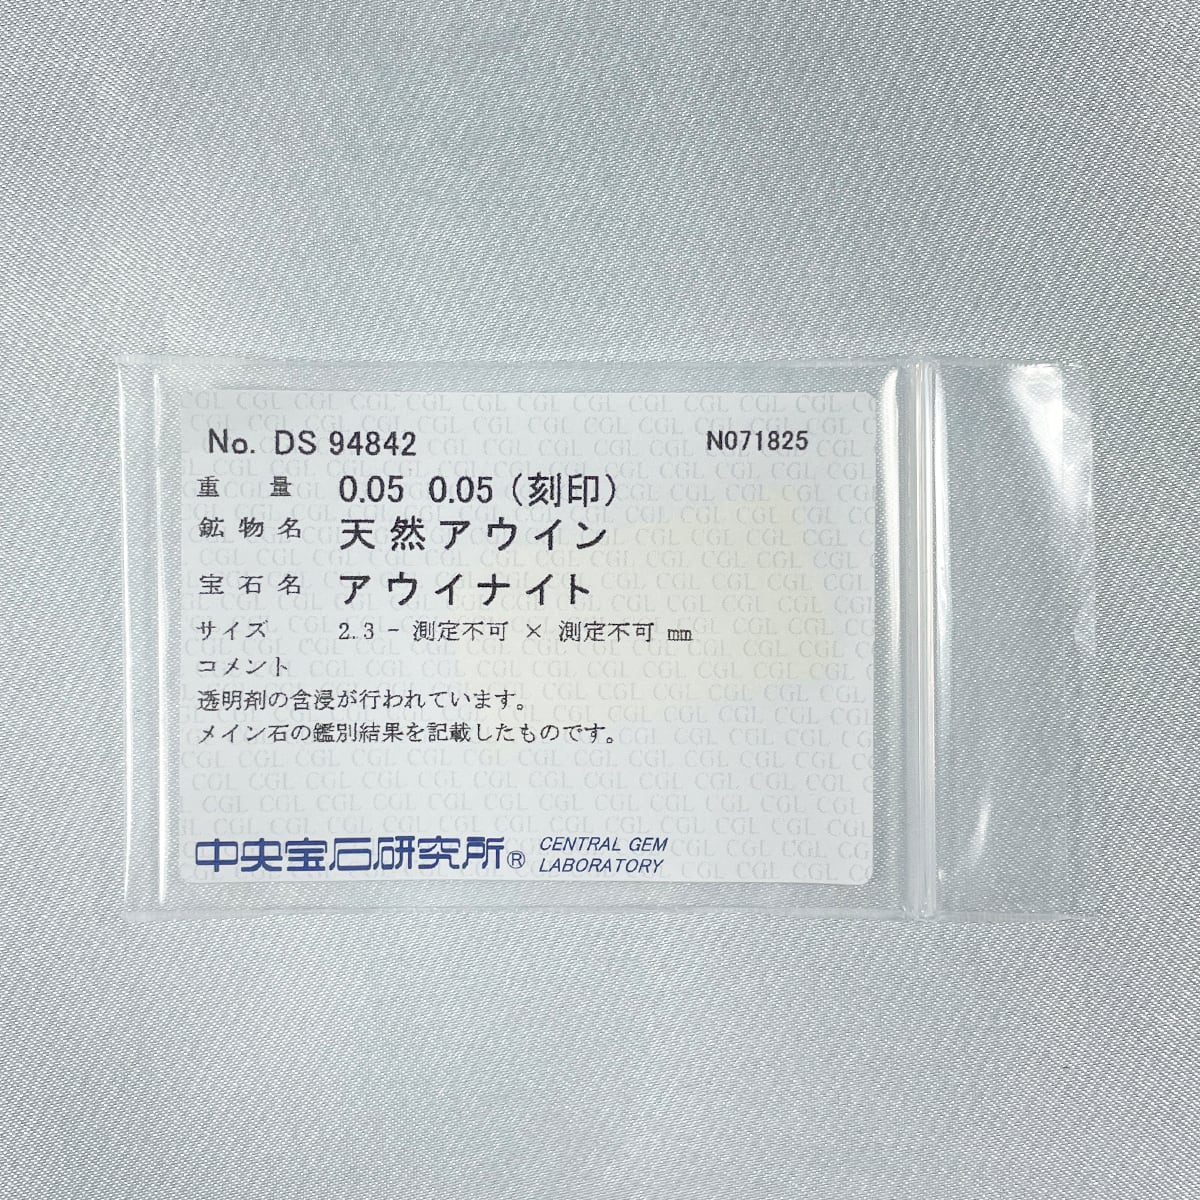 No. DS 94842 N071825
重 量 0.05 0.05 (刻印)
鉱 物 名 天然アウイン
宝 石 名 アウイナイト
サイズ 2.3 - 測定不可 × 測定不可 mm
コメント
透明剤の含浸が行われています。
メイン石の鑑別結果を記載したものです。
中央宝石研究所® CENTRAL GEM
LABORATORY